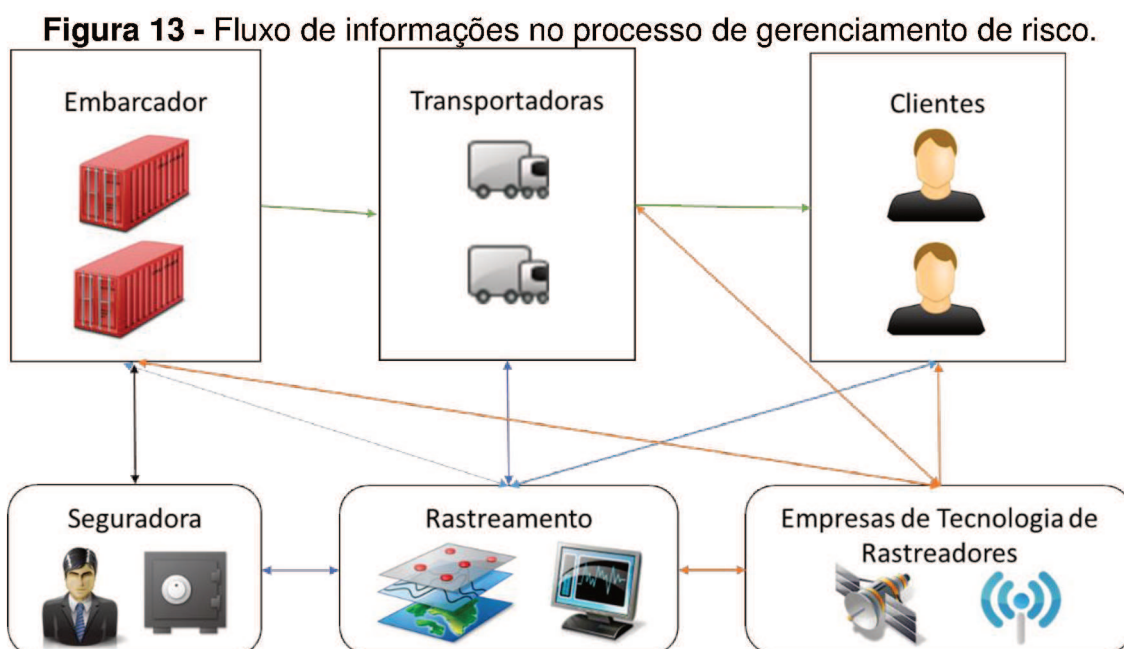 Figura 13 - Fluxo de informações no processo de gerenciamento de risco.
Embarcador
Transportadoras
Clientes
Seguradora
Rastreamento
Empresas de Tecnologia de
Rastreadores